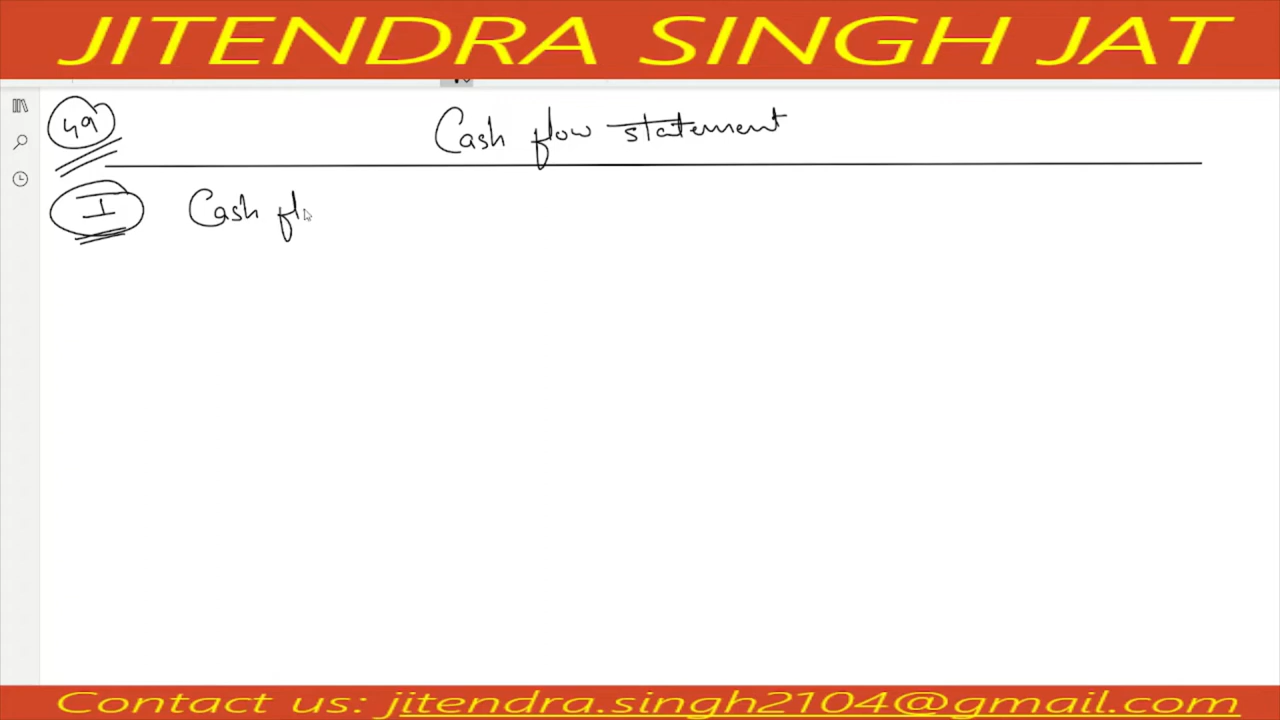 JITENDRA SINGH JAT
49
Cash flow statement
I Cash fl
Contact us: jitendra.singh2104@gmail.com